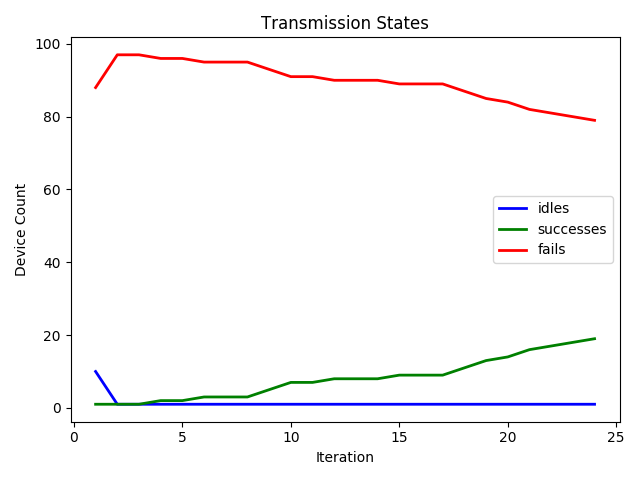 Transmission States
100
80
60
40
20
0
Device Count
idles
successes
fails
0 5 10 15 20 25
Iteration